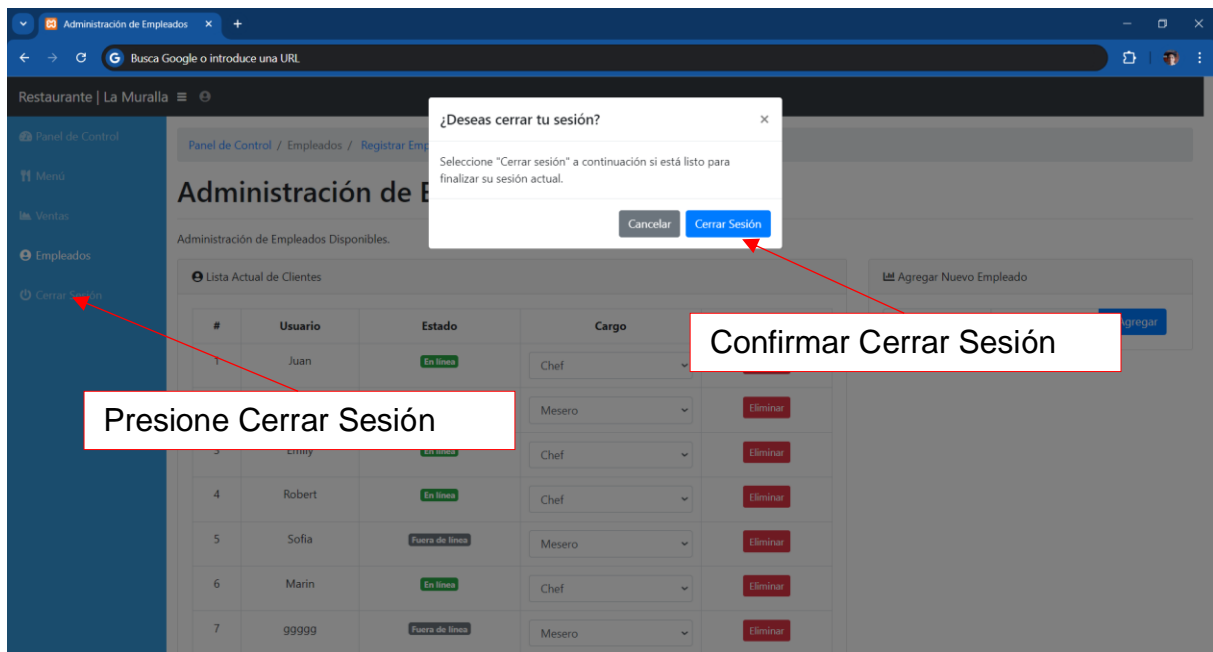 Administración de Empleados
Busca Google o introduce una URL
Restaurante | La Muralla
Panel de Control
Menú
Ventas
Empleados
Cerrar Sesión
Panel de Control / Empleados / Registrar Emp
Administración de E
Administración de Empleados Disponibles.
¿Deseas cerrar tu sesión?
Seleccione "Cerrar sesión" a continuación si está listo para
finalizar su sesión actual.
Cancelar Cerrar Sesión
Lista Actual de Clientes
# Usuario Estado Cargo
1 Juan En línea Chef
Mesero Eliminar
3 Emily En línea Chef Eliminar
4 Robert En línea Chef Eliminar
5 Sofia Fuera de línea Mesero Eliminar
6 Marin En línea Chef Eliminar
7 ggggg Fuera de línea Mesero Eliminar
Agregar Nuevo Empleado
Agregar
Confirmar Cerrar Sesión
Presione Cerrar Sesión